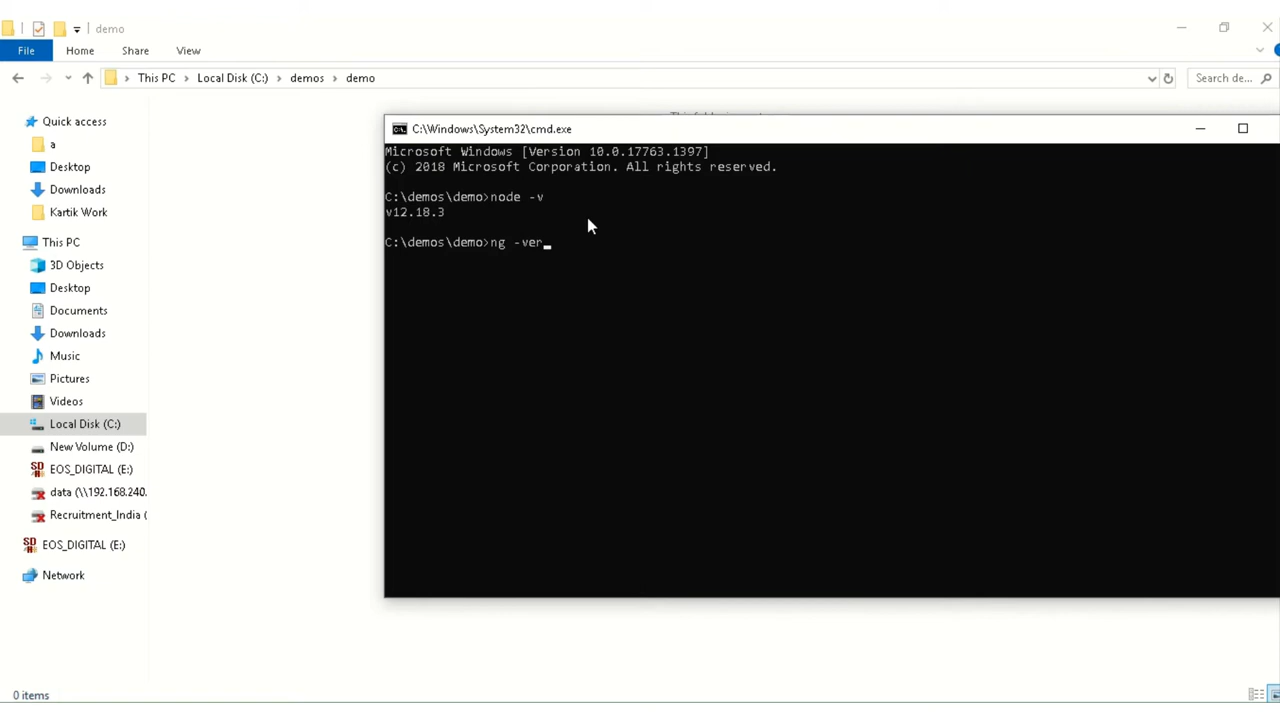 demo
File Home Share View
This PC Local Disk (C:) demos demo
Search de...
Quick access
a
Desktop
Downloads
Kartik Work
This PC
3D Objects
Desktop
Documents
Downloads
Music
Pictures
Videos
Local Disk (C:)
New Volume (D:)
EOS_DIGITAL (E:)
data (\\192.168.240.
Recruitment_India (
EOS_DIGITAL (E:)
Network
0 items
C:\Windows\System32\cmd.exe
Microsoft Windows [Version 10.0.17763.1397]
(c) 2018 Microsoft Corporation. All rights reserved.
C:\demos\demo>node -v
v12.18.3
C:\demos\demo>ng -ver_